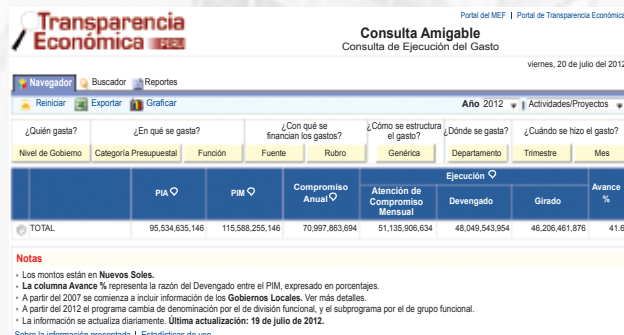 Portal del MEF | Portal de Transparencia Económica
Transparencia
Económica PERÚ
Consulta Amigable
Consulta de Ejecución del Gasto
viernes, 20 de julio del 2012
Navegador Buscador Reportes
Reiniciar Exportar Graficar Año 2012 | Actividades/Proyectos
¿Quién gasta? ¿En qué se gasta? ¿Con qué se financian los gastos? ¿Cómo se estructura el gasto? ¿Dónde se gasta? ¿Cuándo se hizo el gasto?
Nivel de Gobierno Categoría Presupuestal Función Fuente Rubro Genérica Departamento Trimestre Mes
Ejecución
PIA PIM Compromiso Anual Atención de Compromiso Mensual Devengado Girado Avance %
TOTAL 95,534,635,146 115,588,255,146 70,997,863,694 51,135,906,634 48,049,543,954 46,206,461,876 41.6
Notas
Los montos están en Nuevos Soles.
La columna Avance % representa la razón del Devengado entre el PIM, expresado en porcentajes.
A partir del 2007 se comienza a incluir información de los Gobiernos Locales. Ver más detalles.
A partir del 2012 el programa cambia de denominación por el de división funcional, y el subprograma por el de grupo funcional.
La información se actualiza diariamente. Última actualización: 19 de julio de 2012.
Sobre la información presentada | Estadísticas de uso